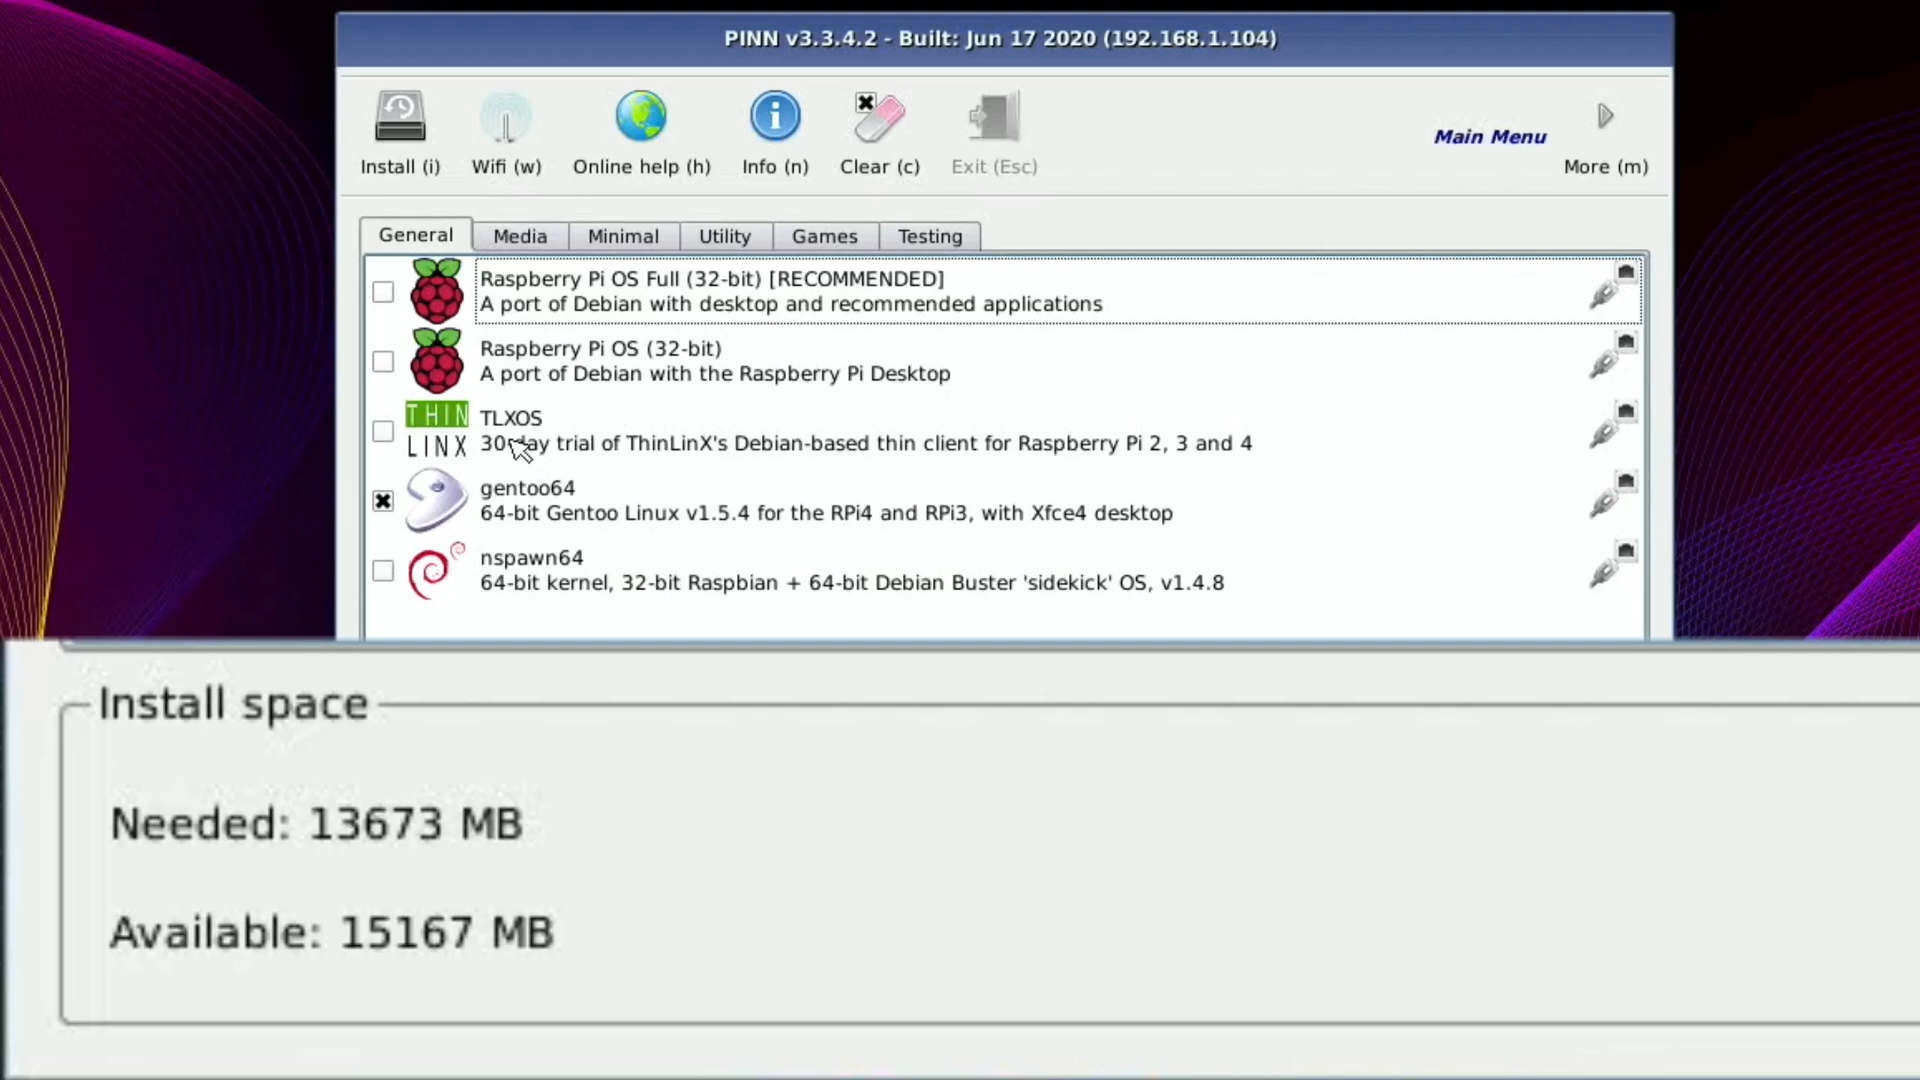 PINN v3.3.4.2 - Built: Jun 17 2020 (192.168.1.104)
Main Menu
Install (i) Wifi (w) Online help (h) Info (n) Clear (c) Exit (Esc) More (m)
General Media Minimal Utility Games Testing
Raspberry Pi OS Full (32-bit) [RECOMMENDED]
A port of Debian with desktop and recommended applications
Raspberry Pi OS (32-bit)
A port of Debian with the Raspberry Pi Desktop
THIN
LINX
TLXOS
30-day trial of ThinLinX's Debian-based thin client for Raspberry Pi 2, 3 and 4
gentoo64
64-bit Gentoo Linux v1.5.4 for the RPi4 and RPi3, with Xfce4 desktop
nspawn64
64-bit kernel, 32-bit Raspbian + 64-bit Debian Buster 'sidekick' OS, v1.4.8
Install space
Needed: 13673 MB
Available: 15167 MB